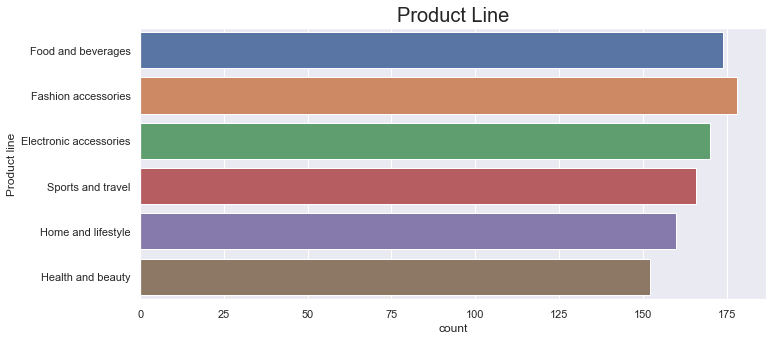 Product Line
Food and beverages
Fashion accessories
Electronic accessories
Sports and travel
Home and lifestyle
Health and beauty
Product line
0 25 50 75 100 125 150 175
count